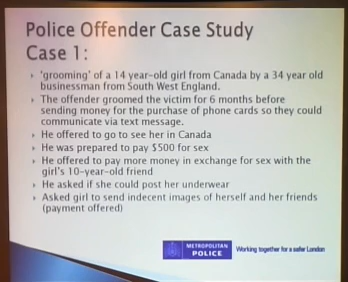 Police Offender Case Study
Case 1:
'grooming' of a 14 year-old girl from Canada by a 34 year old
businessman from South West England.
The offender groomed the victim for 6 months before
sending money for the purchase of phone cards so they could
communicate via text message.
He offered to go to see her in Canada
He was prepared to pay $500 for sex
He offered to pay more money in exchange for sex with the
girl's 10-year-old friend
He asked if she could post her underwear
Asked girl to send indecent images of herself and her friends
(payment offered)
METROPOLITAN
POLICE
Working together for a safer London